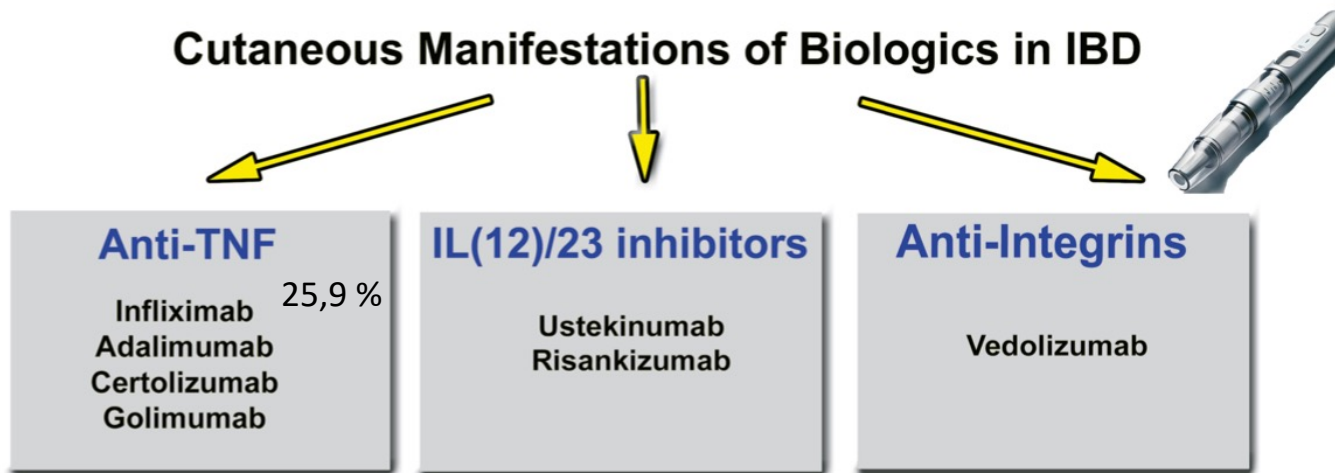 Cutaneous Manifestations of Biologics in IBD
Anti-TNF
Infliximab 25,9 %
Adalimumab
Certolizumab
Golimumab
IL(12)/23 inhibitors
Ustekinumab
Risankizumab
Anti-Integrins
Vedolizumab